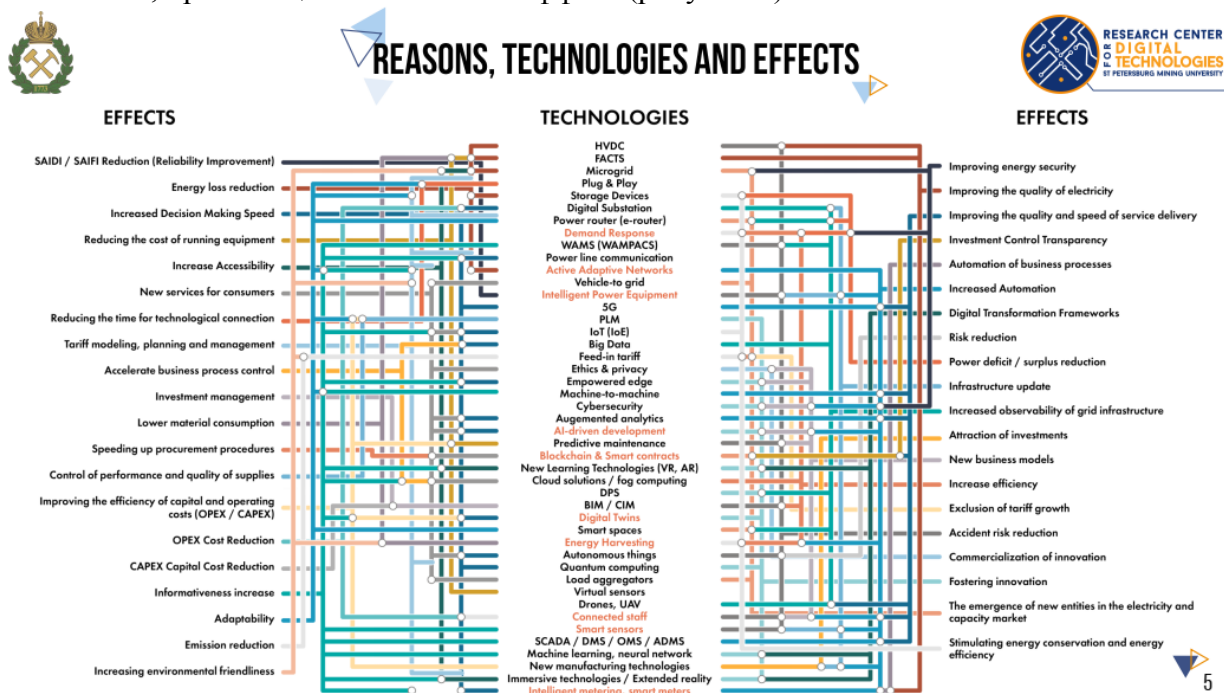 REASONS, TECHNOLOGIES AND EFFECTS
RESEARCH CENTER
FOR DIGITAL
TECHNOLOGIES
ST PETERSBURG MINING UNIVERSITY
EFFECTS
SAIDI / SAIFI Reduction (Reliability Improvement)
Energy loss reduction
Increased Decision Making Speed
Reducing the cost of running equipment
Increase Accessibility
New services for consumers
Reducing the time for technological connection
Tariff modeling, planning and management
Accelerate business process control
Investment management
Lower material consumption
Speeding up procurement procedures
Control of performance and quality of supplies
Improving the efficiency of capital and operating
costs (OPEX / CAPEX)
OPEX Cost Reduction
CAPEX Capital Cost Reduction
Informativeness increase
Adaptability
Emission reduction
Increasing environmental friendliness
TECHNOLOGIES
HVDC
FACTS
Microgrid
Plug & Play
Storage Devices
Digital Substation
Power router (e-router)
Demand Response
WAMS (WAMPACS)
Power line communication
Active Adaptive Networks
Vehicle-to grid
Intelligent Power Equipment
5G
PLM
IoT (IoE)
Big Data
Feed-in tariff
Ethics & privacy
Empowered edge
Machine-to-machine
Cybersecurity
Augemented analytics
AI-driven development
Predictive maintenance
Blockchain & Smart contracts
New Learning Technologies (VR, AR)
Cloud solutions / fog computing
DPS
BIM / CIM
Digital Twins
Smart spaces
Energy Harvesting
Autonomous things
Quantum computing
Load aggregators
Virtual sensors
Drones, UAV
Connected staff
Smart sensors
SCADA / DMS / OMS / ADMS
Machine learning, neural network
New manufacturing technologies
Immersive technologies / Extended reality
Intelligent metering, smart meters
EFFECTS
Improving energy security
Improving the quality of electricity
Improving the quality and speed of service delivery
Investment Control Transparency
Automation of business processes
Increased Automation
Digital Transformation Frameworks
Risk reduction
Power deficit / surplus reduction
Infrastructure update
Increased observability of grid infrastructure
Attraction of investments
New business models
Increase efficiency
Exclusion of tariff growth
Accident risk reduction
Commercialization of innovation
Fostering innovation
The emergence of new entities in the electricity and
capacity market
Stimulating energy conservation and energy
efficiency
5